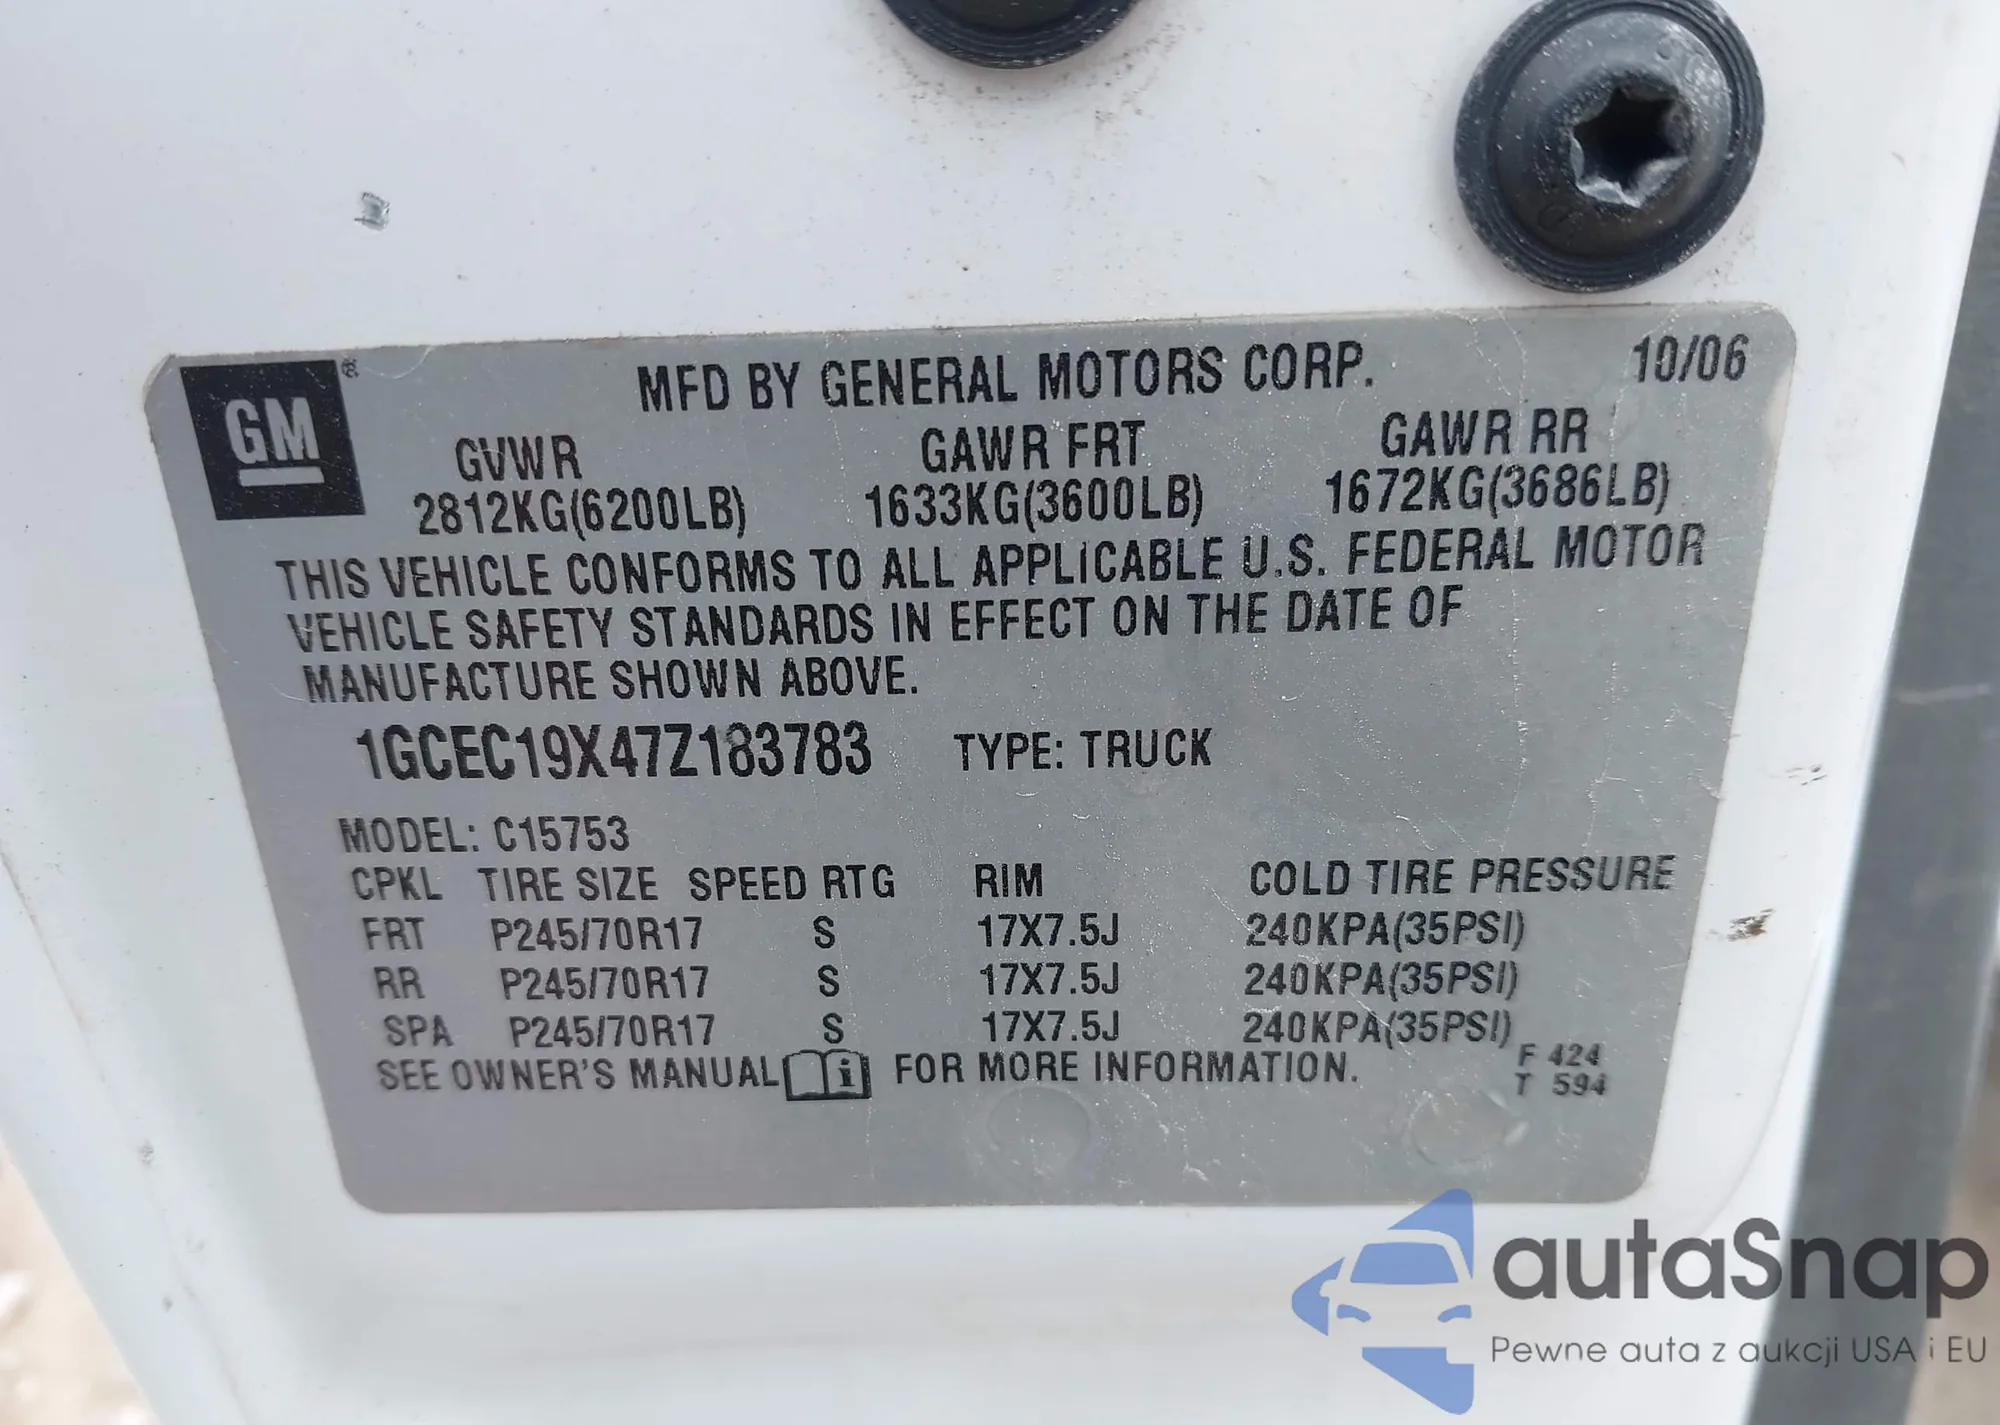 MFD BY GENERAL MOTORS CORP. 10/06
GM ®
GVWR GAWR FRT GAWR RR
2812KG(6200LB) 1633KG(3600LB) 1672KG(3686LB)
THIS VEHICLE CONFORMS TO ALL APPLICABLE U.S. FEDERAL MOTOR
VEHICLE SAFETY STANDARDS IN EFFECT ON THE DATE OF
MANUFACTURE SHOWN ABOVE.
1GCEC19X47Z183783 TYPE: TRUCK
MODEL: C15753
CPKL TIRE SIZE SPEED RTG RIM COLD TIRE PRESSURE
FRT P245/70R17 S 17X7.5J 240KPA(35PSI)
RR P245/70R17 S 17X7.5J 240KPA(35PSI)
SPA P245/70R17 S 17X7.5J 240KPA(35PSI)
SEE OWNER'S MANUAL i FOR MORE INFORMATION.
F 424
T 594
autaSnap
Pewne auta z aukcji USA i EU